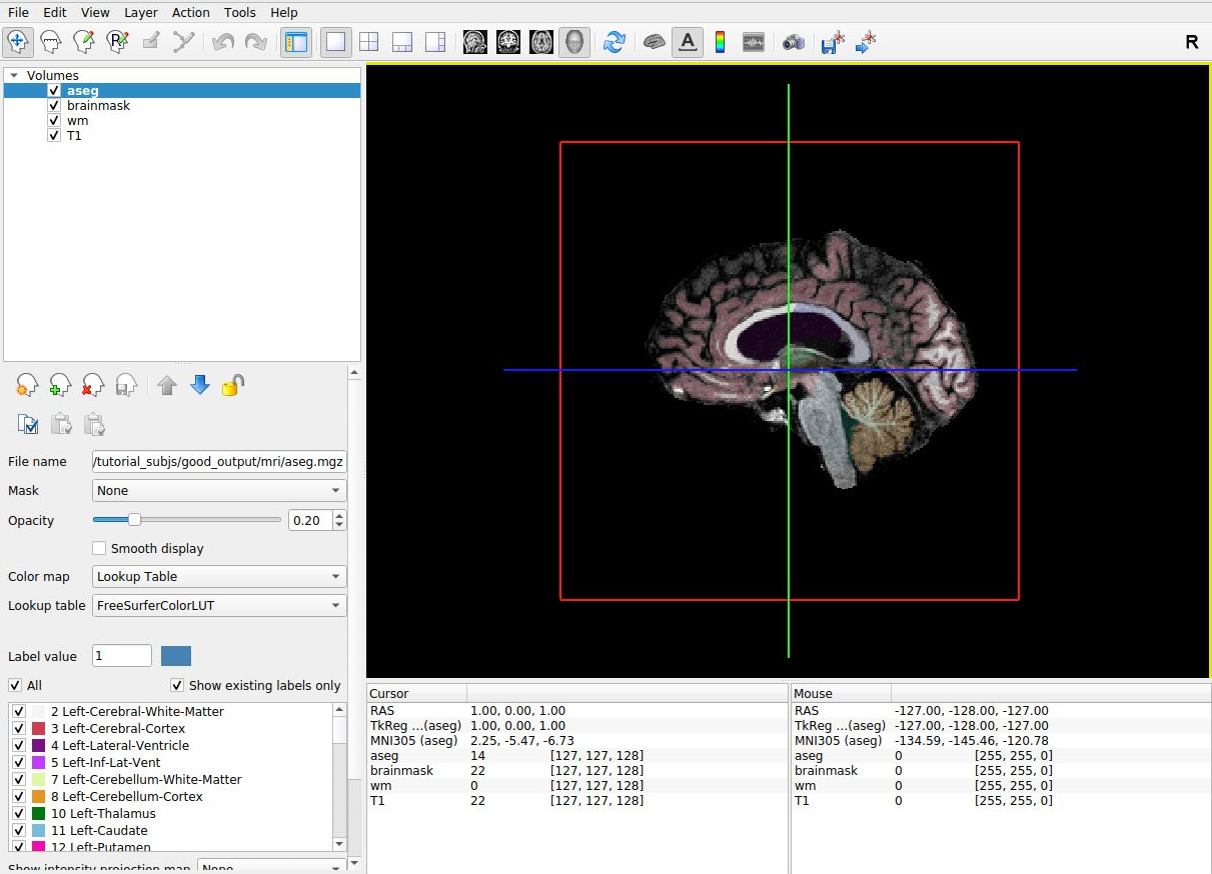 File Edit View Layer Action Tools Help
A
R
Volumes
aseg
brainmask
wm
T1
File name /tutorial_subjs/good_output/mri/aseg.mgz
Mask None
Opacity 0.20
Smooth display
Color map Lookup Table
Lookup table FreeSurferColorLUT
Label value 1
All Show existing labels only
2 Left-Cerebral-White-Matter
3 Left-Cerebral-Cortex
4 Left-Lateral-Ventricle
5 Left-Inf-Lat-Vent
7 Left-Cerebellum-White-Matter
8 Left-Cerebellum-Cortex
10 Left-Thalamus
11 Left-Caudate
12 Left-Putamen
Show intensity projection map None
Cursor
RAS 1.00, 0.00, 1.00
TkReg ...(aseg) 1.00, 0.00, 1.00
MNI305 (aseg) 2.25, -5.47, -6.73
aseg 14 [127, 127, 128]
brainmask 22 [127, 127, 128]
wm 0 [127, 127, 128]
T1 22 [127, 127, 128]
Mouse
RAS -127.00, -128.00, -127.00
TkReg ...(aseg) -127.00, -128.00, -127.00
MNI305 (aseg) -134.59, -145.46, -120.78
aseg 0 [255, 255, 0]
brainmask 0 [255, 255, 0]
wm 0 [255, 255, 0]
T1 0 [255, 255, 0]